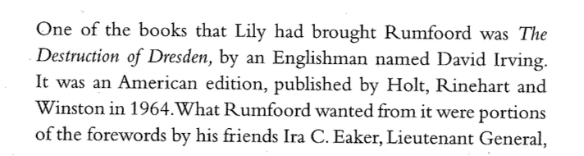 One of the books that Lily had brought Rumfoord was The
Destruction of Dresden, by an Englishman named David Irving.
It was an American edition, published by Holt, Rinehart and
Winston in 1964. What Rumfoord wanted from it were portions
of the forewords by his friends Ira C. Eaker, Lieutenant General,